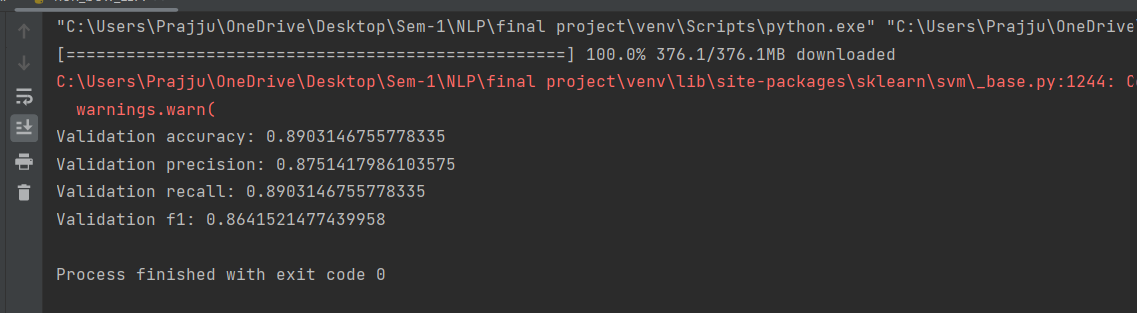 "C:\Users\Prajju\OneDrive\Desktop\Sem-1\NLP\final project\venv\Scripts\python.exe" "C:\Users\Prajju\OneDrive
[==================================================] 100.0% 376.1/376.1MB downloaded
C:\Users\Prajju\OneDrive\Desktop\Sem-1\NLP\final project\venv\lib\site-packages\sklearn\svm\_base.py:1244:
warnings.warn(
Validation accuracy: 0.8903146755778335
Validation precision: 0.8751417986103575
Validation recall: 0.8903146755778335
Validation f1: 0.8641521477439958
Process finished with exit code 0